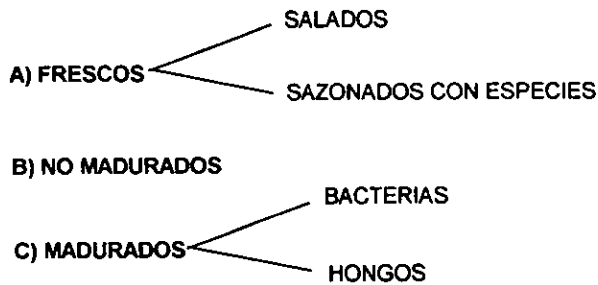 SALADOS
A) FRESCOS
SAZONADOS CON ESPECIES
B) NO MADURADOS
BACTERIAS
C) MADURADOS
HONGOS